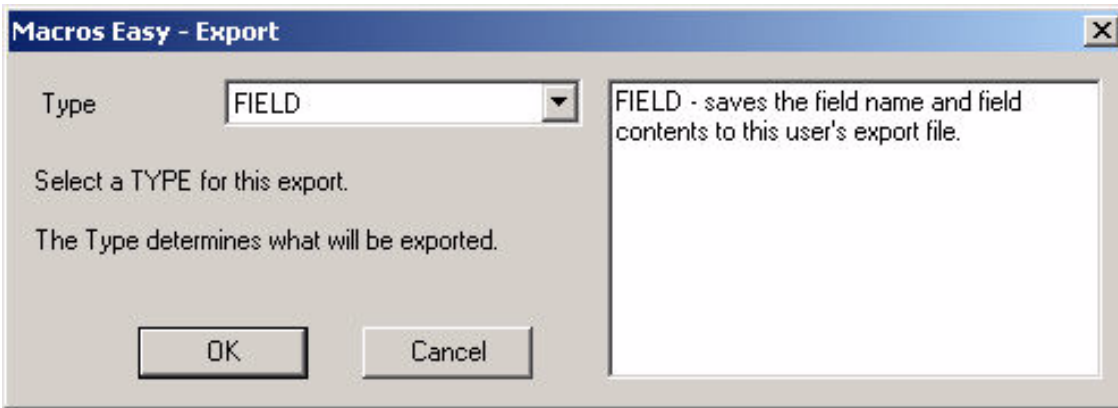 Macros Easy - Export
Type
FIELD
FIELD - saves the field name and field
contents to this user's export file.
Select a TYPE for this export.
The Type determines what will be exported.
OK
Cancel